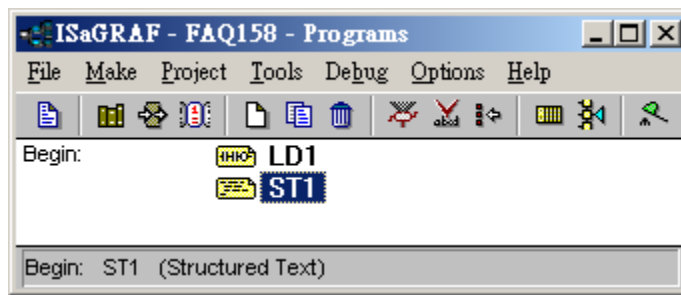 ISaGRAF - FAQ158 - Programs
File Make Project Tools Debug Options Help
Begin: LD1
ST1
Begin: ST1 (Structured Text)